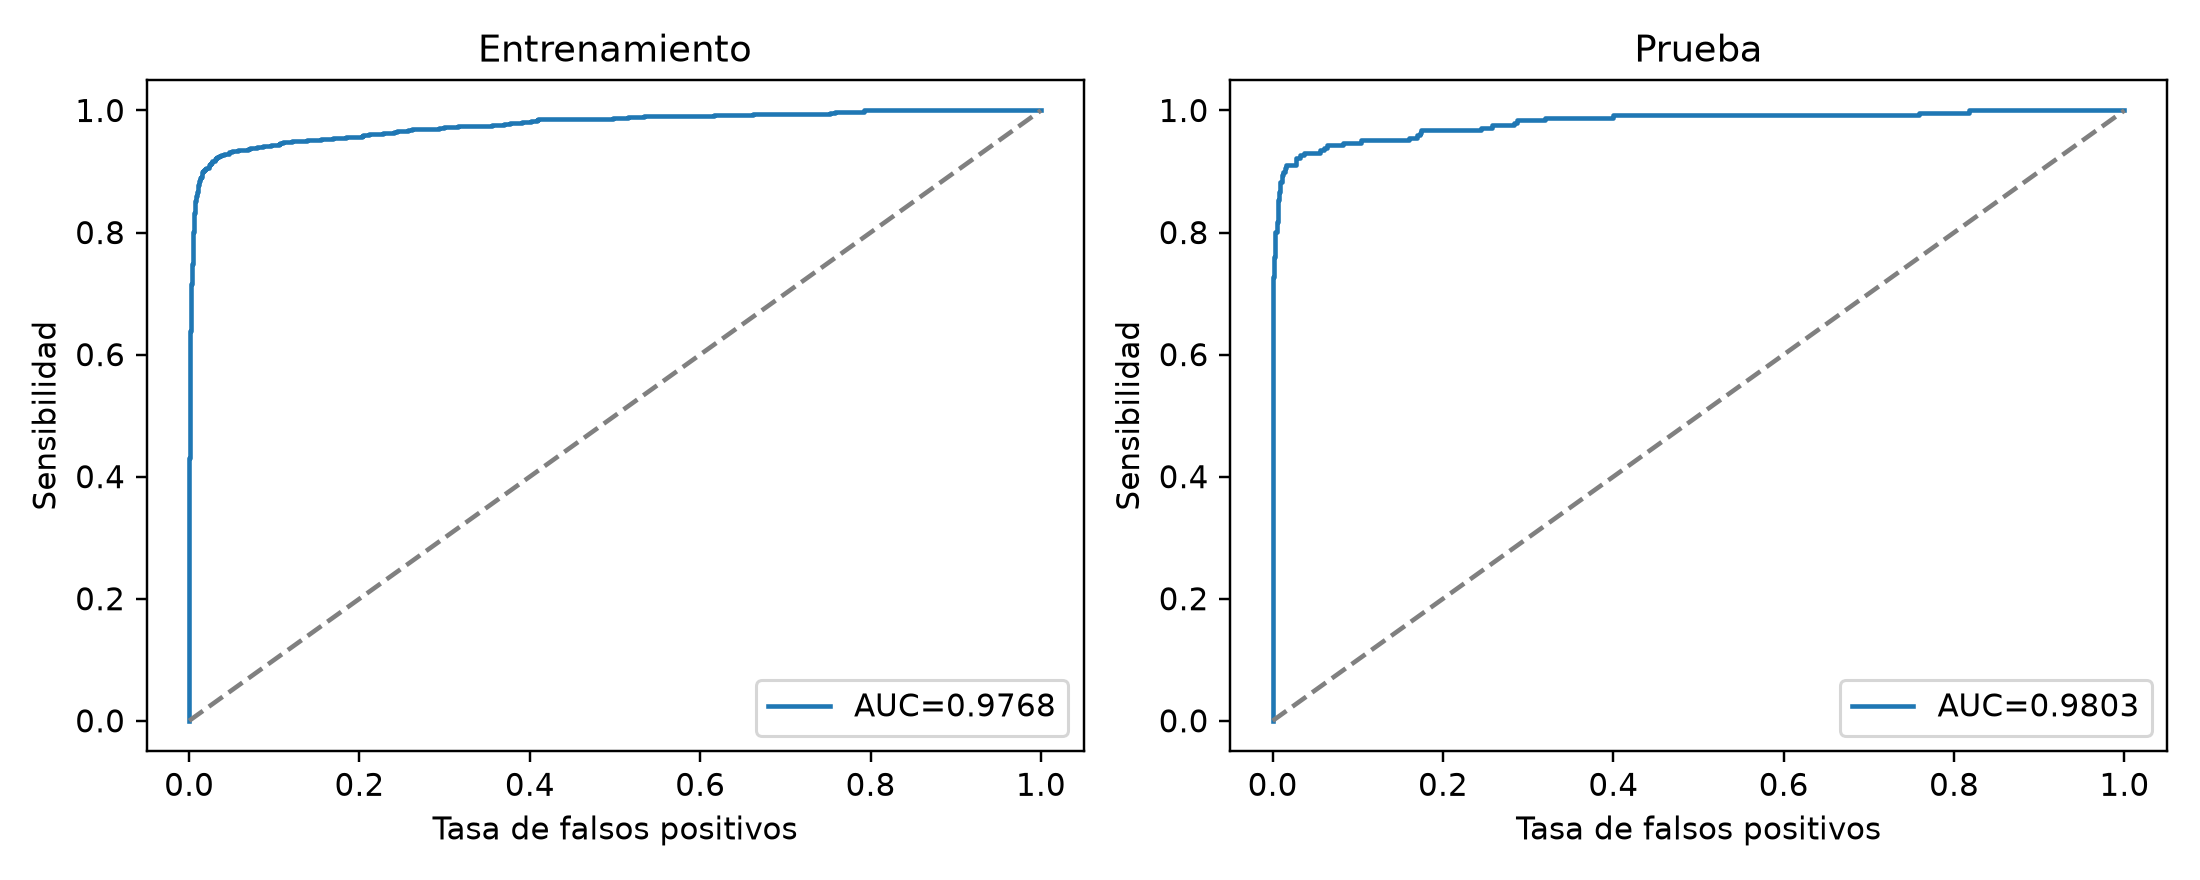 Entrenamiento
1.0
0.8
0.6
0.4
0.2
0.0
Sensibilidad
AUC=0.9768
0.0 0.2 0.4 0.6 0.8 1.0
Tasa de falsos positivos
Prueba
1.0
0.8
0.6
0.4
0.2
0.0
Sensibilidad
AUC=0.9803
0.0 0.2 0.4 0.6 0.8 1.0
Tasa de falsos positivos